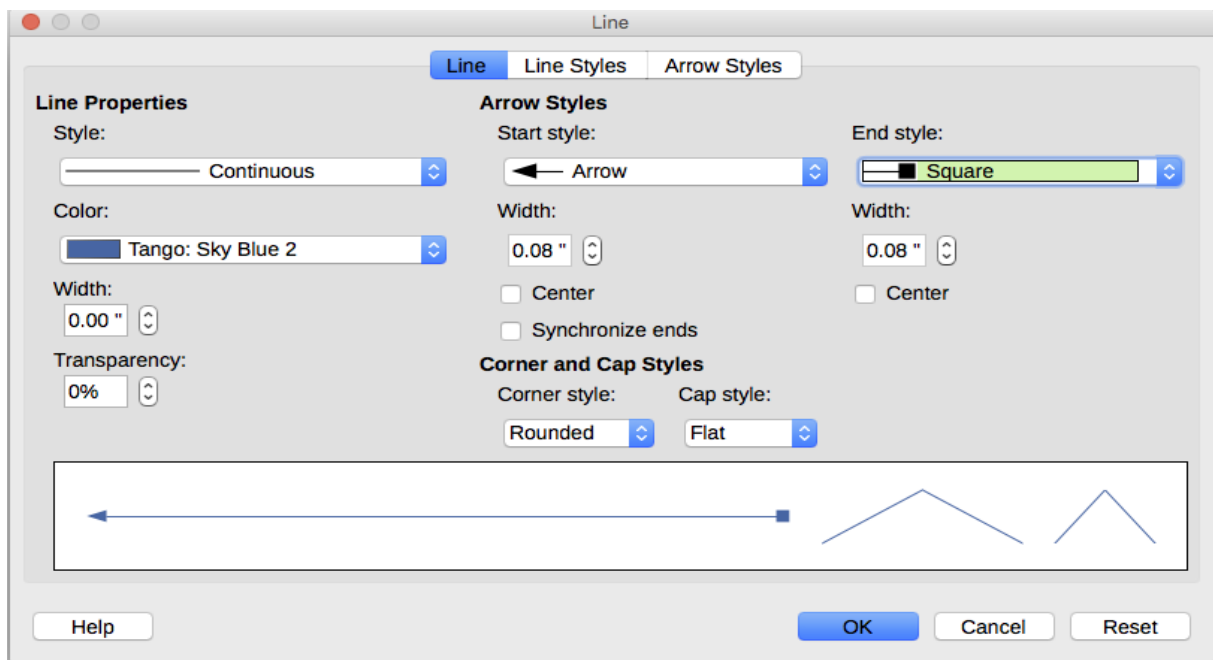 Line
Line Line Styles Arrow Styles
Line Properties
Style:
Continuous
Color:
Tango: Sky Blue 2
Width:
0.00 "
Transparency:
0%
Arrow Styles
Start style:
Arrow
Width:
0.08 "
Center
Synchronize ends
End style:
Square
Width:
0.08 "
Center
Corner and Cap Styles
Corner style: Cap style:
Rounded Flat
Help OK Cancel Reset